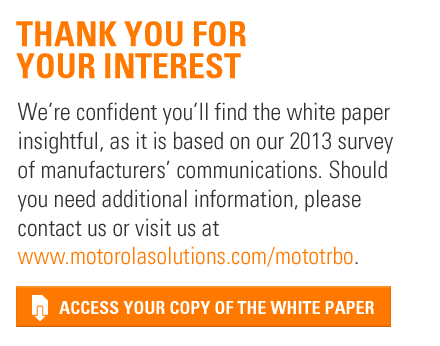 THANK YOU FOR
YOUR INTEREST
We’re confident you’ll find the white paper
insightful, as it is based on our 2013 survey
of manufacturers’ communications. Should
you need additional information, please
contact us or visit us at
www.motorolasolutions.com/mototrbo.
ACCESS YOUR COPY OF THE WHITE PAPER